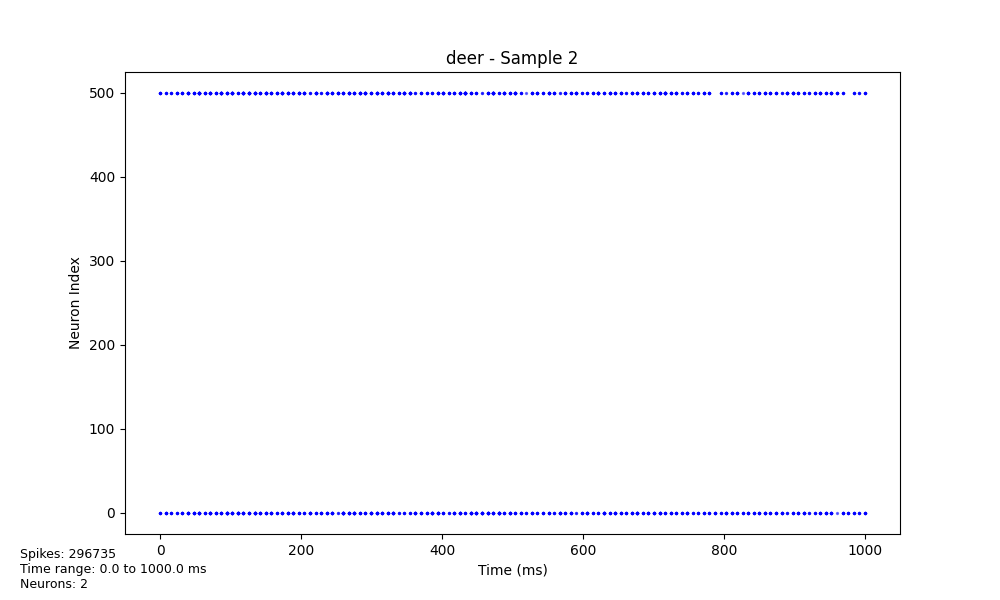 deer - Sample 2
500
400
300
200
100
0
Neuron Index
0 200 400 600 800 1000
Time (ms)
Spikes: 296735
Time range: 0.0 to 1000.0 ms
Neurons: 2